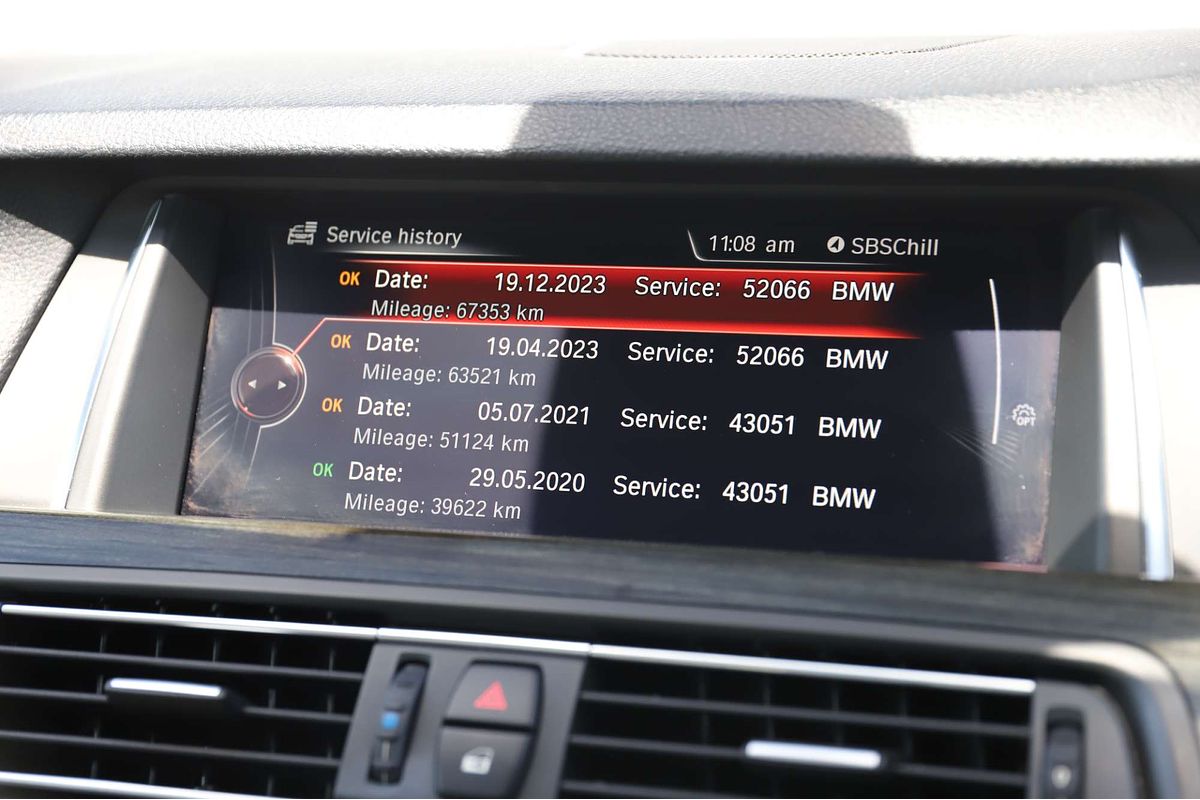 Service history
11:08 am SBSChill
OK Date: 19.12.2023 Service: 52066 BMW
Mileage: 67353 km
OK Date: 19.04.2023 Service: 52066 BMW
Mileage: 63521 km
OK Date: 05.07.2021 Service: 43051 BMW
Mileage: 51124 km
OPT
OK Date: 29.05.2020 Service: 43051 BMW
Mileage: 39622 km